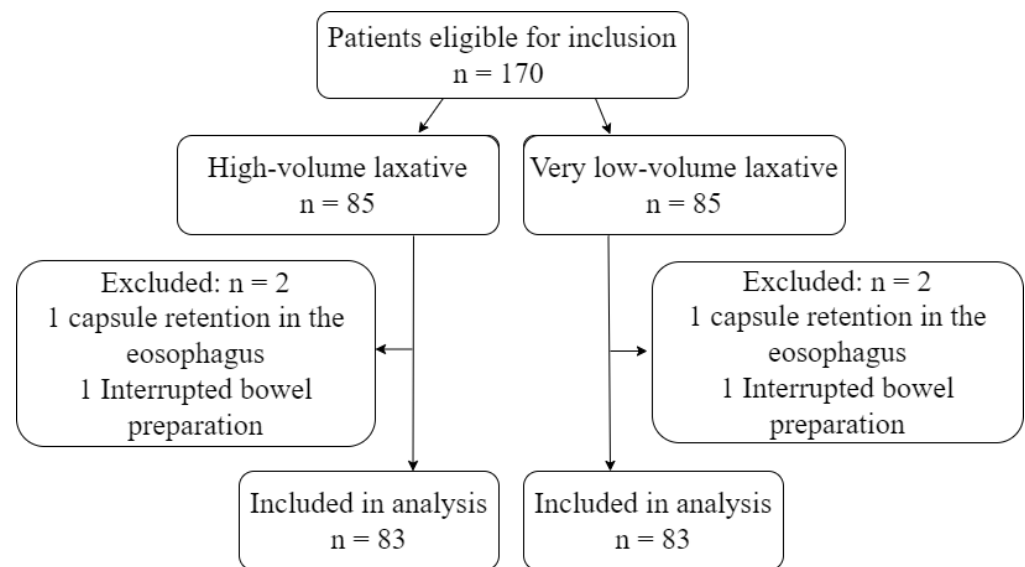 Patients eligible for inclusion
n = 170
High-volume laxative
n = 85
Very low-volume laxative
n = 85
Excluded: n = 2
1 capsule retention in the
eosophagus
1 Interrupted bowel
preparation
Excluded: n = 2
1 capsule retention in the
eosophagus
1 Interrupted bowel
preparation
Included in analysis
n = 83
Included in analysis
n = 83